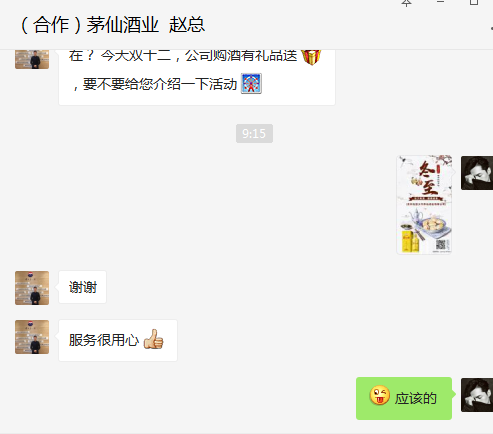 （合作）茅仙酒业 赵总
在？今天双十二，公司购酒有礼品送
，要不要给您介绍一下活动
9:15
冬至
谢谢
服务很用心
应该的